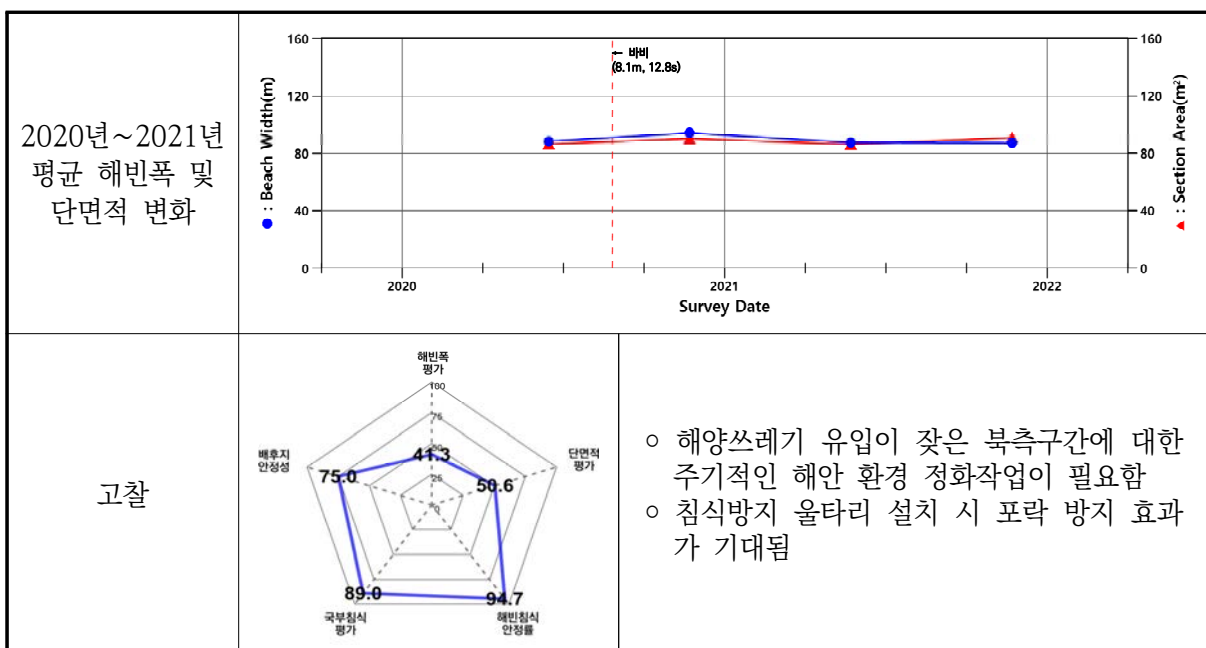 2020년~2021년
평균 해빈폭 및
단면적 변화
160
120
80
40
0
● : Beach Width(m)
← 바비
(8.1m, 12.8s)
160
120
80
40
0
▲ : Section Area(m²)
2020
2021
2022
Survey Date
고찰
해빈폭
평가
100
75
50
25
0
41.3
단면적
평가
50.6
배후지
안정성
75.0
89.0
국부침식
평가
94.7
해빈침식
안정률
○ 해양쓰레기 유입이 잦은 북측구간에 대한
주기적인 해안 환경 정화작업이 필요함
○ 침식방지 울타리 설치 시 포락 방지 효과
가 기대됨